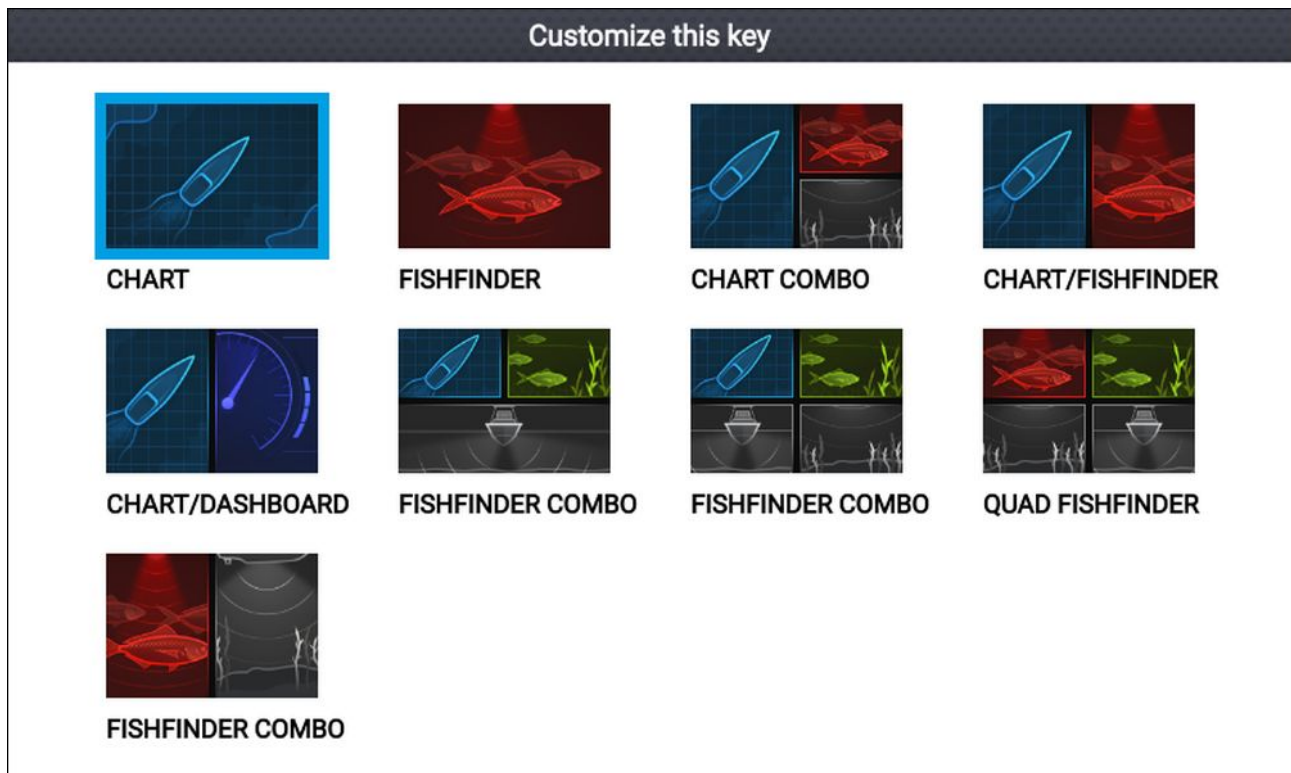 Customize this key
CHART
FISHFINDER
CHART COMBO
CHART/FISHFINDER
CHART/DASHBOARD
FISHFINDER COMBO
FISHFINDER COMBO
QUAD FISHFINDER
FISHFINDER COMBO